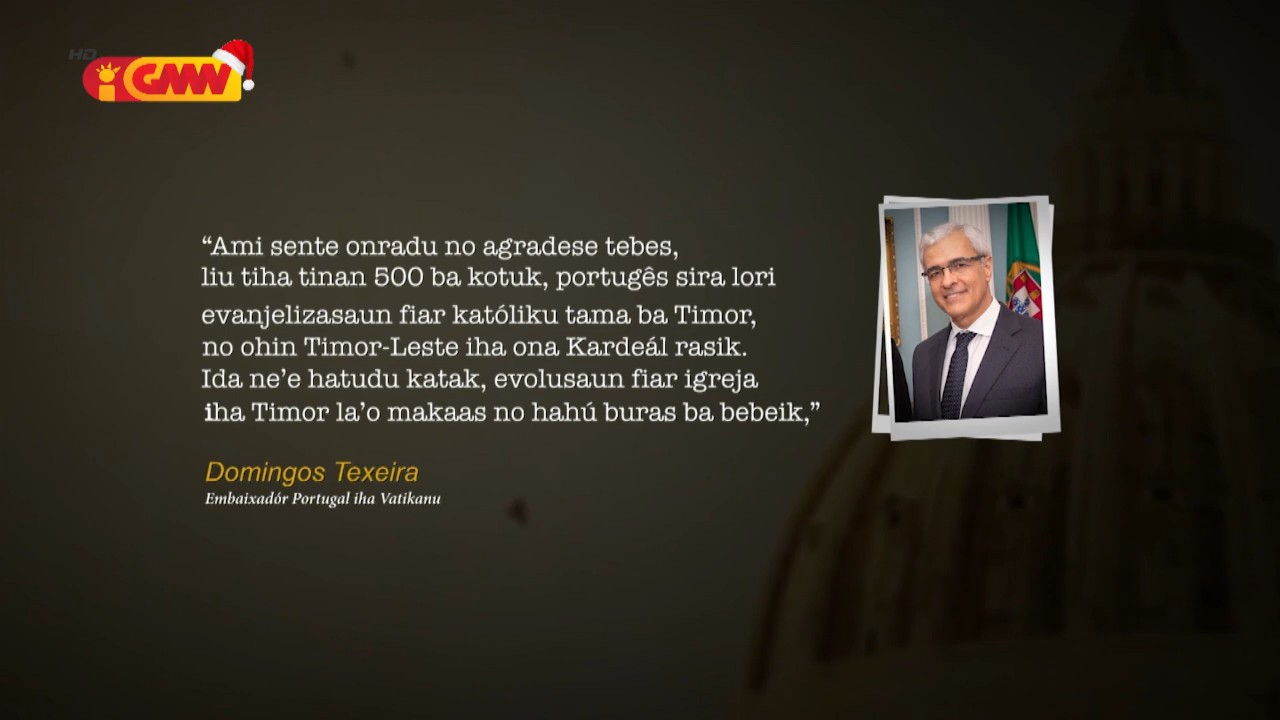 HD
GMN
“Ami sente onradu no agradese tebes,
liu tiha tinan 500 ba kotuk, portugês sira lori
evanjelizasaun fiar katóliku tama ba Timor,
no ohin Timor-Leste iha ona Kardeál rasik.
Ida ne’e hatudu katak, evolusaun fiar igreja
iha Timor la’o makaas no hahú buras ba bebeik,”
Domingos Texeira
Embaixadór Portugal iha Vatikanu